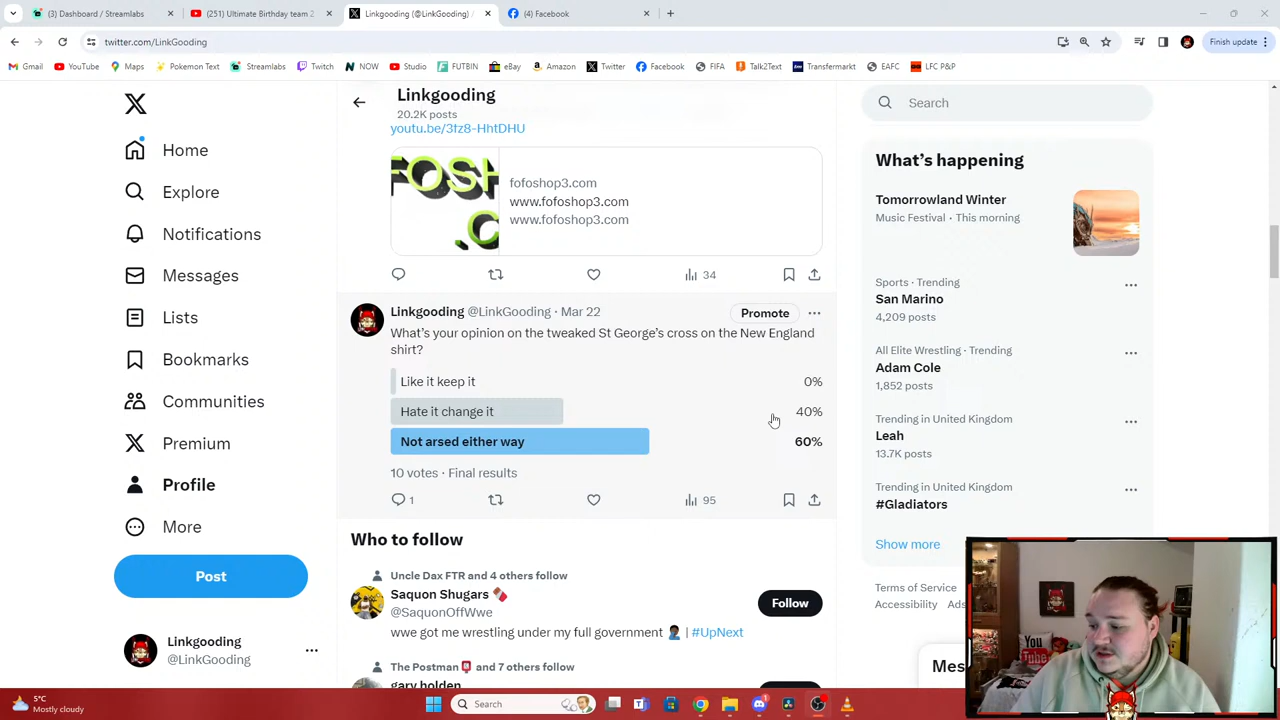 (3) Dashboard / Streamlabs
(251) Ultimate Birthday team 2
Linkgooding (@LinkGooding) /
(4) Facebook
twitter.com/LinkGooding
Finish update
Gmail
YouTube
Maps
Pokemon Text
Streamlabs
Twitch
NOW
Studio
FUTBIN
eBay
Amazon
Twitter
Facebook
FIFA
Talk2Text
Transfermarkt
EAFC
LFC P&P
Home
Explore
Notifications
Messages
Lists
Bookmarks
Communities
Premium
Profile
More
Post
Linkgooding
@LinkGooding
Linkgooding
20.2K posts
youtu.be/3fz8-HhtDHU
FOSH
.C
fofoshop3.com
www.fofoshop3.com
www.fofoshop3.com
34
Linkgooding @LinkGooding · Mar 22
Promote
What's your opinion on the tweaked St George's cross on the New England
shirt?
Like it keep it 0%
Hate it change it 40%
Not arsed either way 60%
10 votes · Final results
1
95
Who to follow
Uncle Dax FTR and 4 others follow
Saquon Shugars
@SaquonOffWwe
Follow
wwe got me wrestling under my full government | #UpNext
The Postman and 7 others follow
gary holden
Search
What's happening
Tomorrowland Winter
Music Festival · This morning
Sports · Trending
San Marino
4,209 posts
All Elite Wrestling · Trending
Adam Cole
1,852 posts
Trending in United Kingdom
Leah
13.7K posts
Trending in United Kingdom
#Gladiators
Show more
Terms of Service
Accessibility
Ads
Mes
You
Tube
5°C
Mostly cloudy
Search